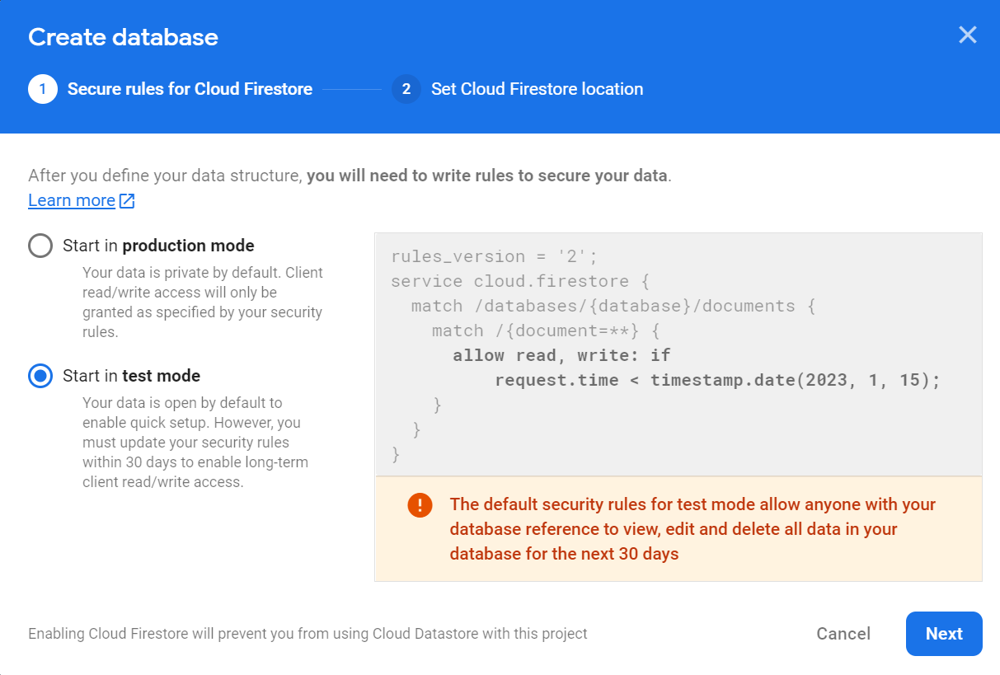 Create database
1 Secure rules for Cloud Firestore 2 Set Cloud Firestore location
After you define your data structure, you will need to write rules to secure your data.
Learn more
Start in production mode
Your data is private by default. Client
read/write access will only be
granted as specified by your security
rules.
Start in test mode
Your data is open by default to
enable quick setup. However, you
must update your security rules
within 30 days to enable long-term
client read/write access.
rules_version = '2';
service cloud.firestore {
  match /databases/{database}/documents {
    match /{document=**} {
      allow read, write: if
          request.time < timestamp.date(2023, 1, 15);
    }
  }
}
The default security rules for test mode allow anyone with your
database reference to view, edit and delete all data in your
database for the next 30 days
Enabling Cloud Firestore will prevent you from using Cloud Datastore with this project
Cancel Next